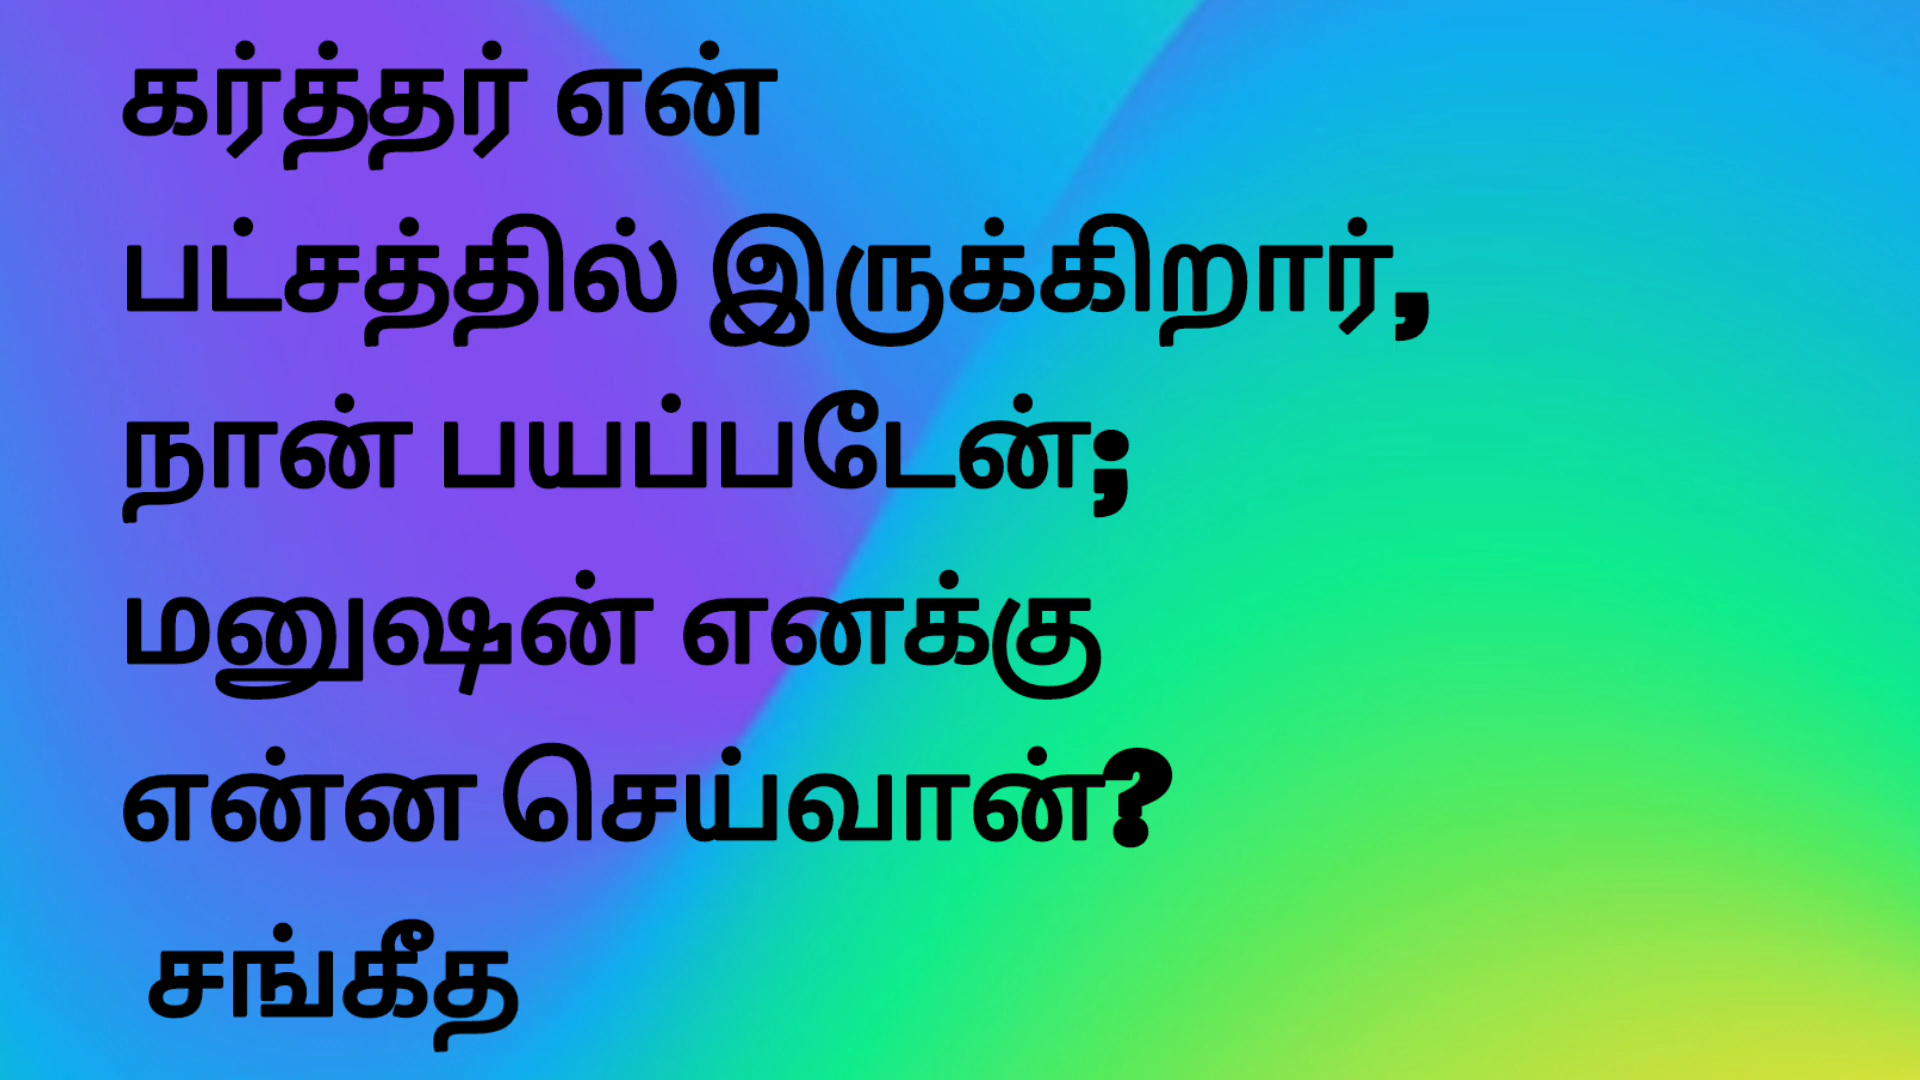 கர்த்தர் என்
பட்சத்தில் இருக்கிறார்,
நான் பயப்படேன்;
மனுஷன் எனக்கு
என்ன செய்வான்?
சங்கீத